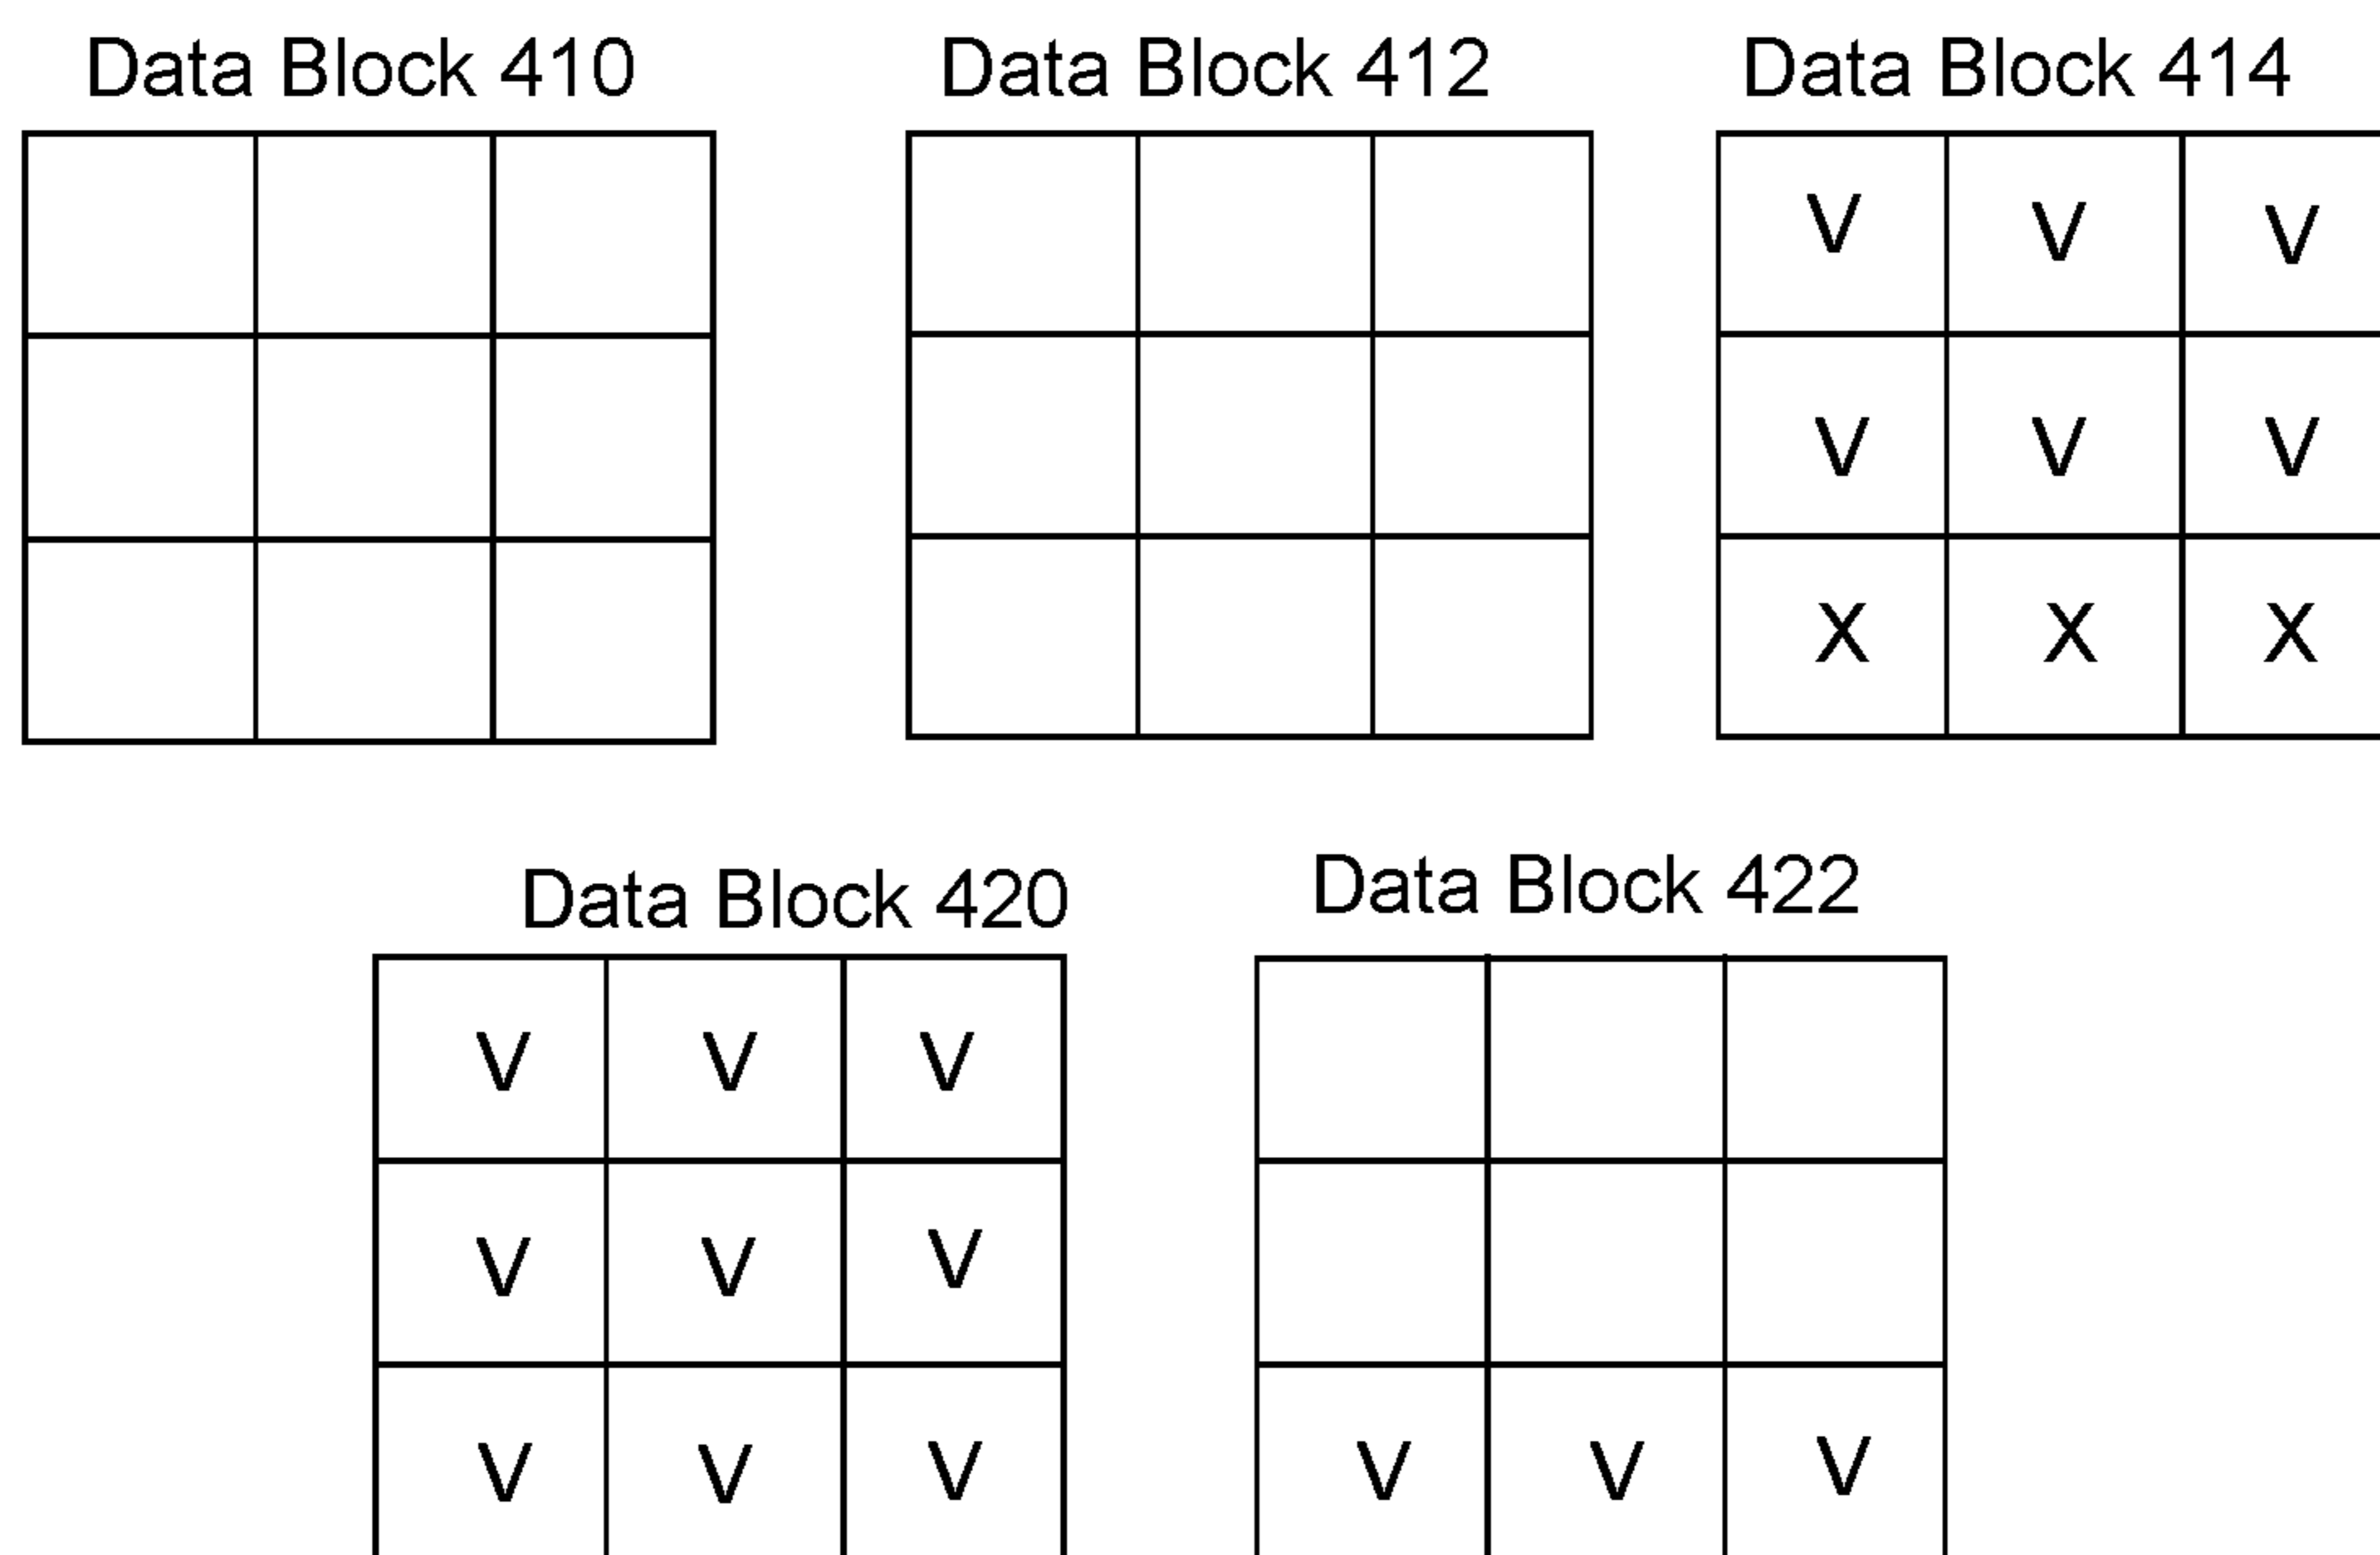 Data Block 410 Data Block 412 Data Block 414
V V V
V V V
X X X
Data Block 420 Data Block 422
V V V
V V V
V V V V V V